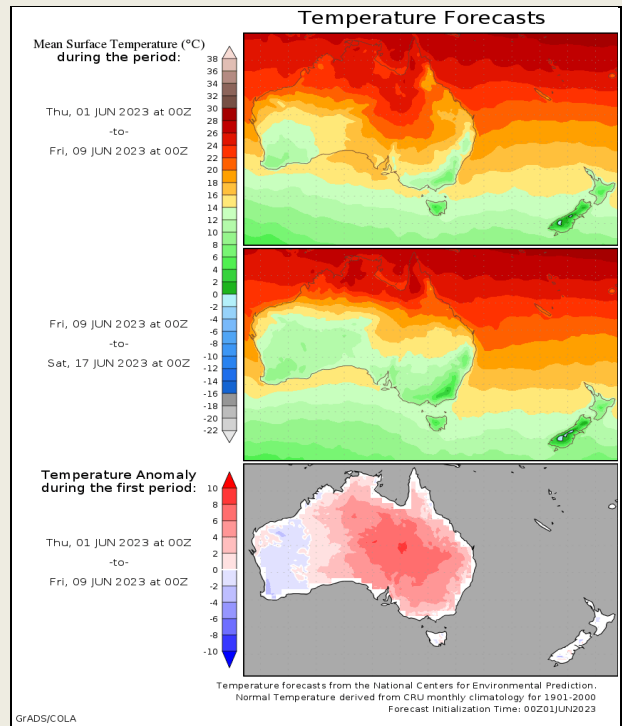 Temperature Forecasts
Mean Surface Temperature (°C)
during the period:
Thu, 01 JUN 2023 at 00Z
-to-
Fri, 09 JUN 2023 at 00Z
38
36
34
32
30
28
26
24
22
20
18
16
14
12
10
8
6
4
2
0
-2
-4
-6
-8
-10
-12
-14
-16
-18
-20
-22
Fri, 09 JUN 2023 at 00Z
-to-
Sat, 17 JUN 2023 at 00Z
Temperature Anomaly
during the first period:
Thu, 01 JUN 2023 at 00Z
-to-
Fri, 09 JUN 2023 at 00Z
10
8
6
4
2
0
-2
-4
-6
-8
-10
Temperature forecasts from the National Centers for Environmental Prediction.
Normal Temperature derived from CRU monthly climatology for 1901-2000
Forecast Initialization Time: 00Z01JUN2023
GrADS/COLA